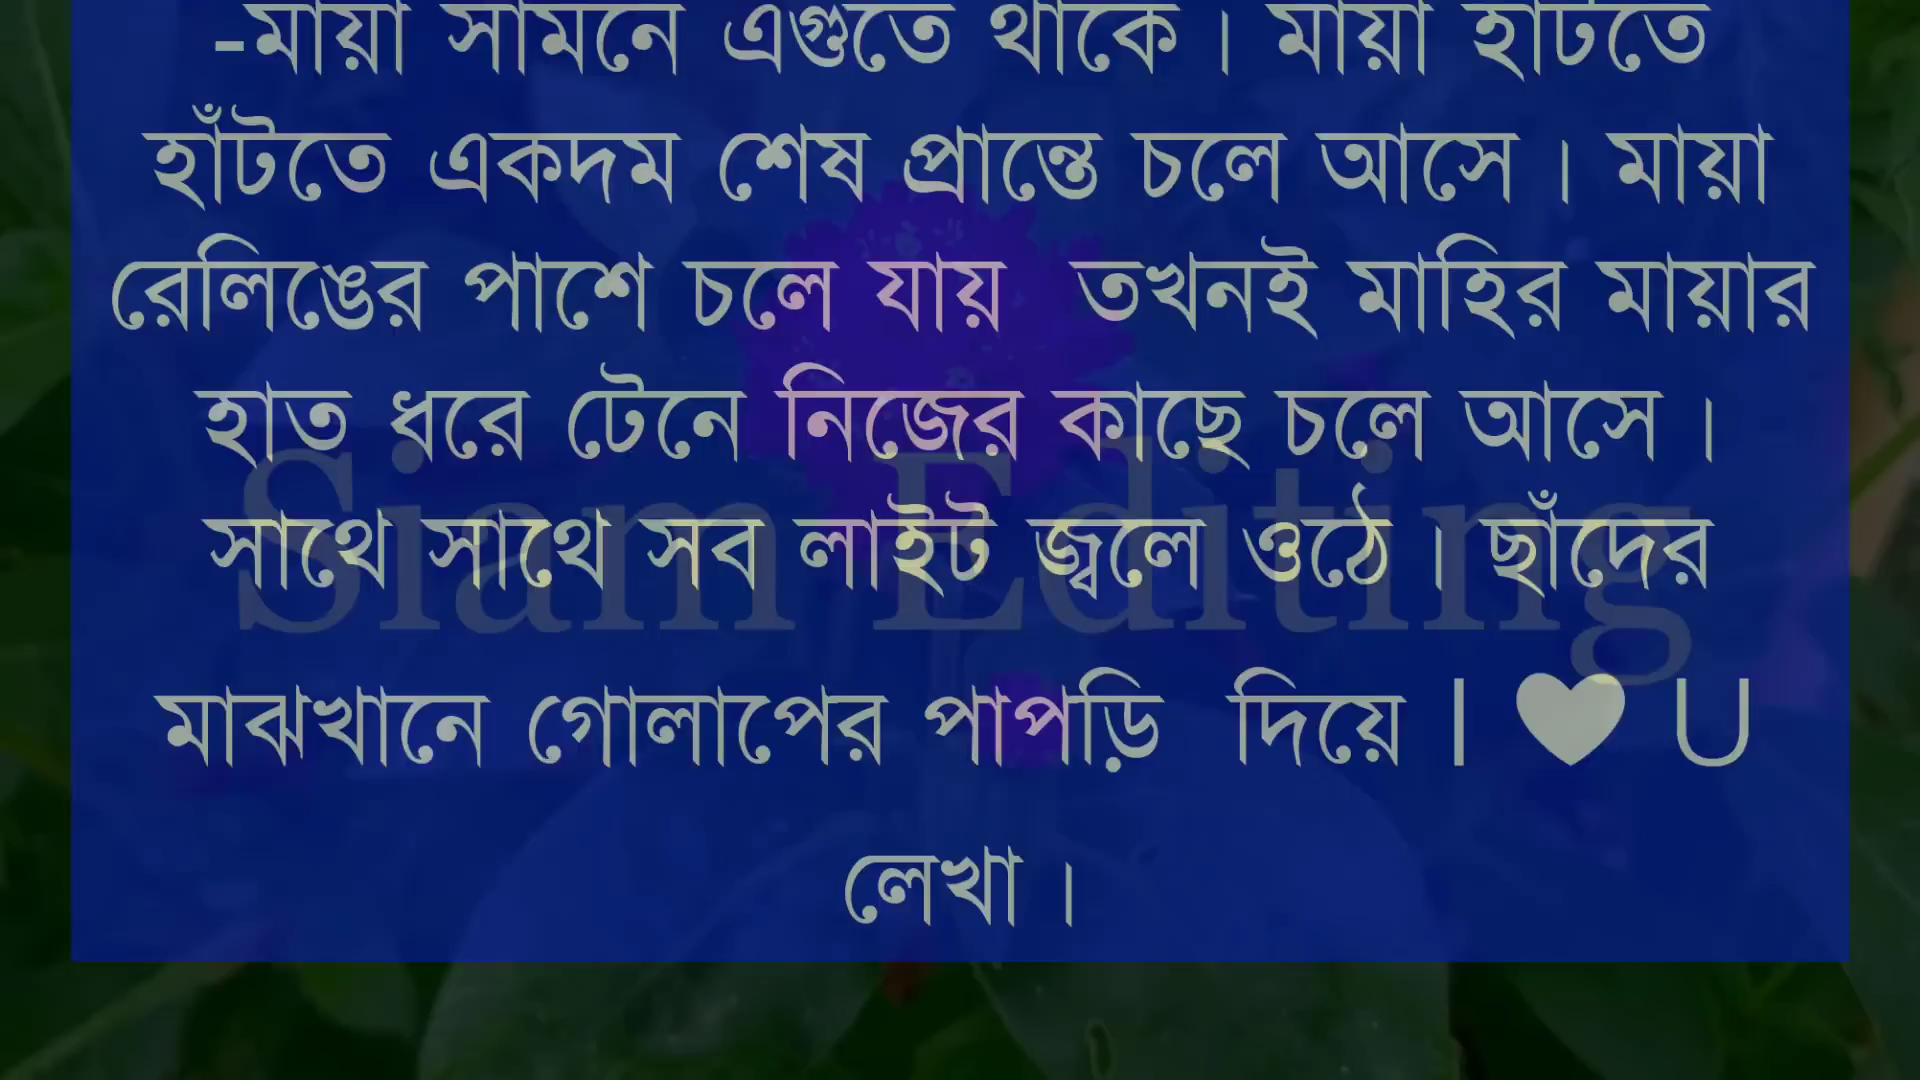 -মায়া সামনে এগুতে থাকে। মায়া হাটতে
হাঁটতে একদম শেষ প্রান্তে চলে আসে। মায়া
রেলিঙের পাশে চলে যায় তখনই মাহির মায়ার
হাত ধরে টেনে নিজের কাছে চলে আসে।
সাথে সাথে সব লাইট জ্বলে ওঠে। ছাঁদের
Siam Editing
মাঝখানে গোলাপের পাপড়ি দিয়ে I ♥ U
লেখা।